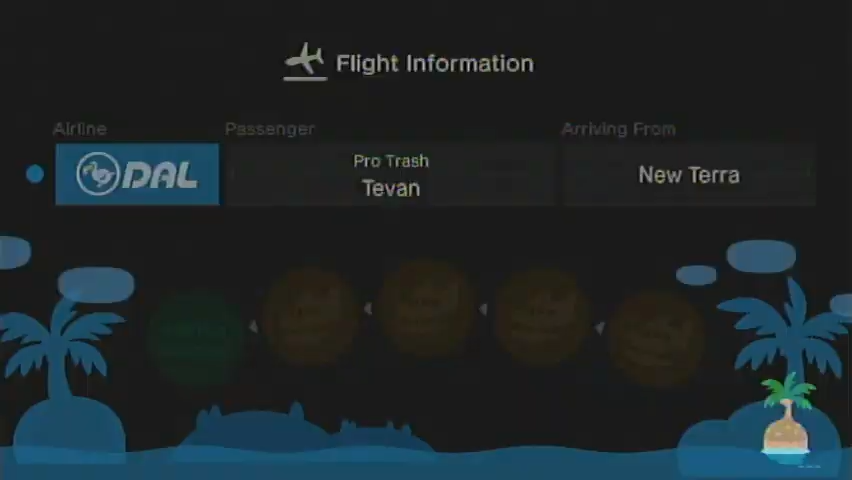 Flight Information
Airline
Passenger
Arriving From
DAL
Pro Trash
Tevan
New Terra